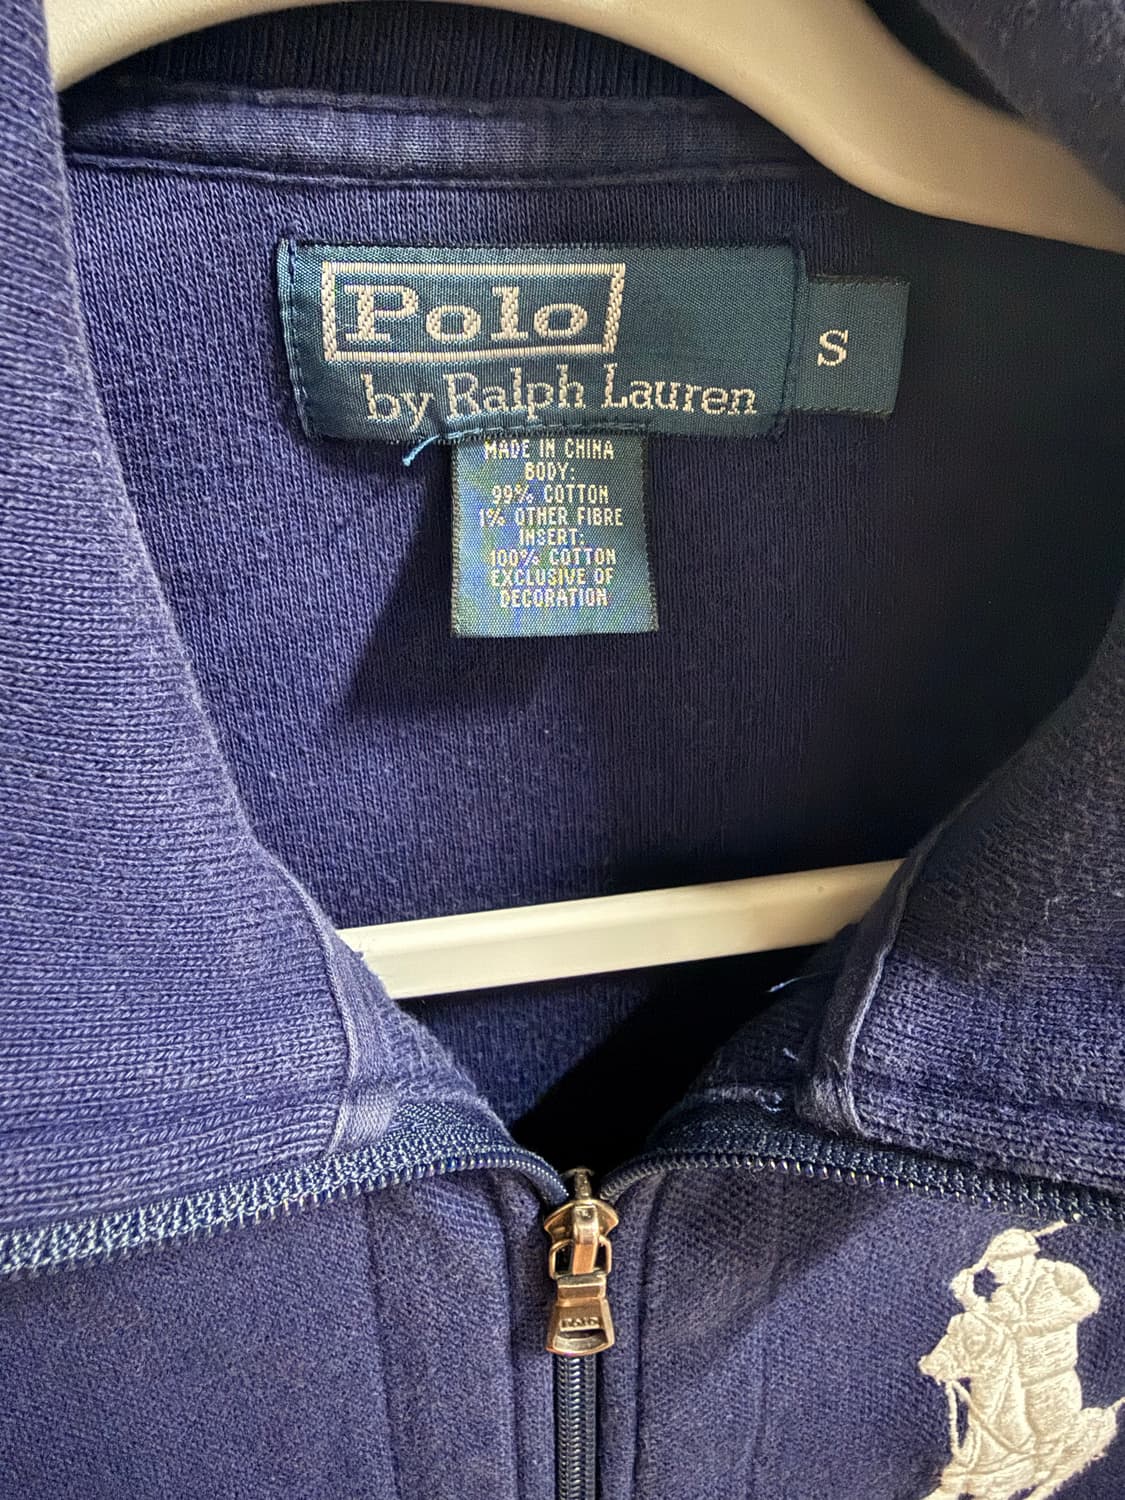 Polo
by Ralph Lauren
S
MADE IN CHINA
BODY:
99% COTTON
1% OTHER FIBRE
INSERT:
100% COTTON
EXCLUSIVE OF
DECORATION
POLO